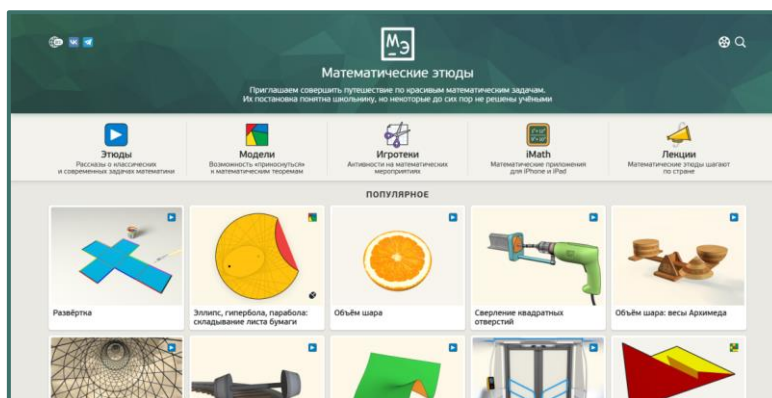 Мэ
Математические этюды
Приглашаем совершить путешествие по красивым математическим задачам.
Их постановка понятна школьнику, но некоторые до сих пор не решены учёными
Этюды
Рассказы о классических
и современных задачах математики
Модели
Возможность «прикоснуться»
к математическим теоремам
Игротеки
Активности на математических
мероприятиях
iMath
Математические приложения
для iPhone и iPad
Лекции
Математические этюды шагают
по стране
ПОПУЛЯРНОЕ
Развёртка
Эллипс, гипербола, парабола:
складывание листа бумаги
Объём шара
Сверление квадратных
отверстий
Объём шара: весы Архимеда